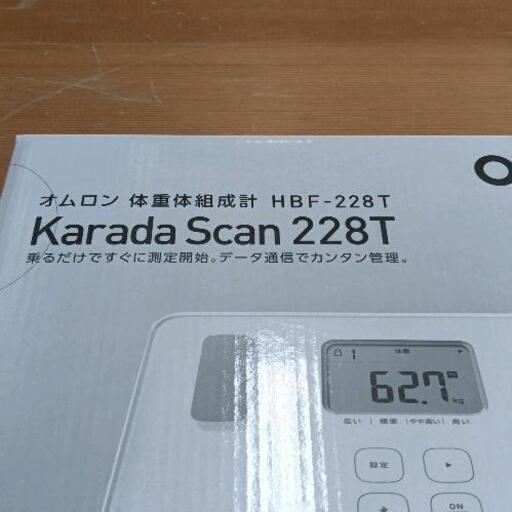 オムロン 体重体組成計 HBF-228T
Karada Scan 228T
乗るだけですぐに測定開始。データ通信でカンタン管理。
1 体重
62.7 kg
低い 標準 やや高い 高い
設定
ON